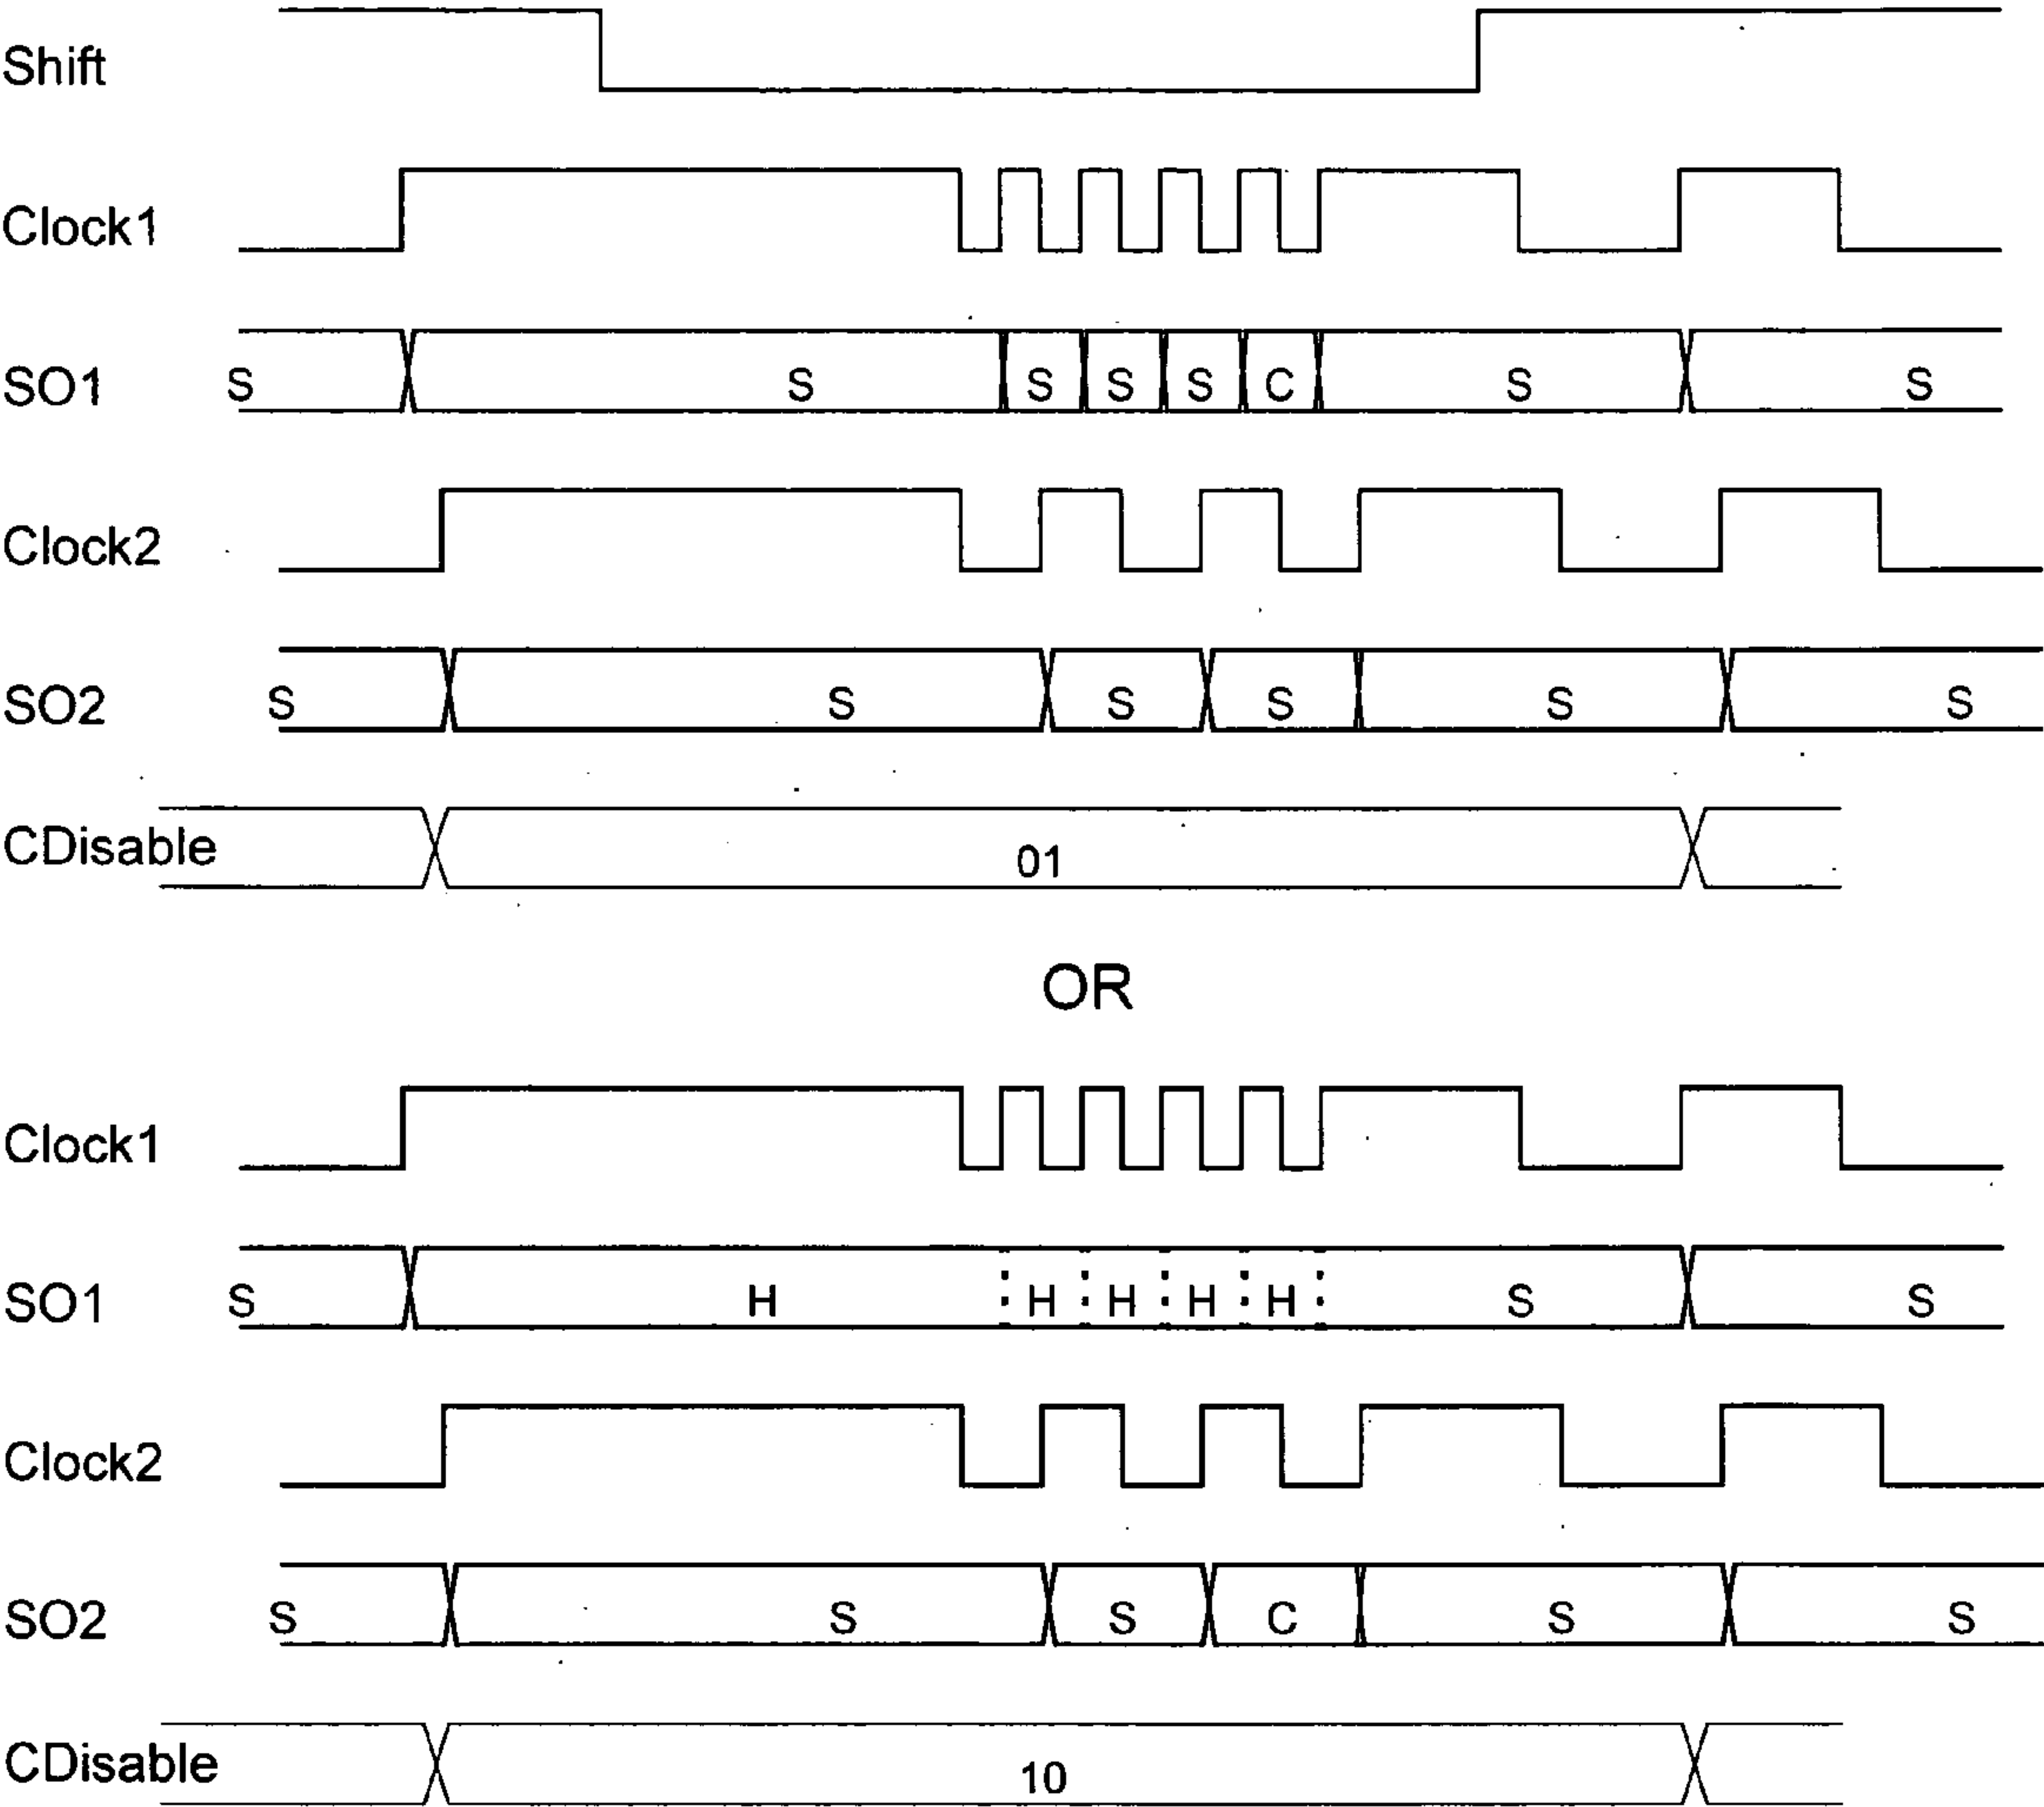 Shift
Clock1
SO1 S S S S S C S S
Clock2
SO2 S S S S S S
CDisable 01
OR
Clock1
SO1 S H H H H H S S
Clock2
SO2 S S S C S S
CDisable 10